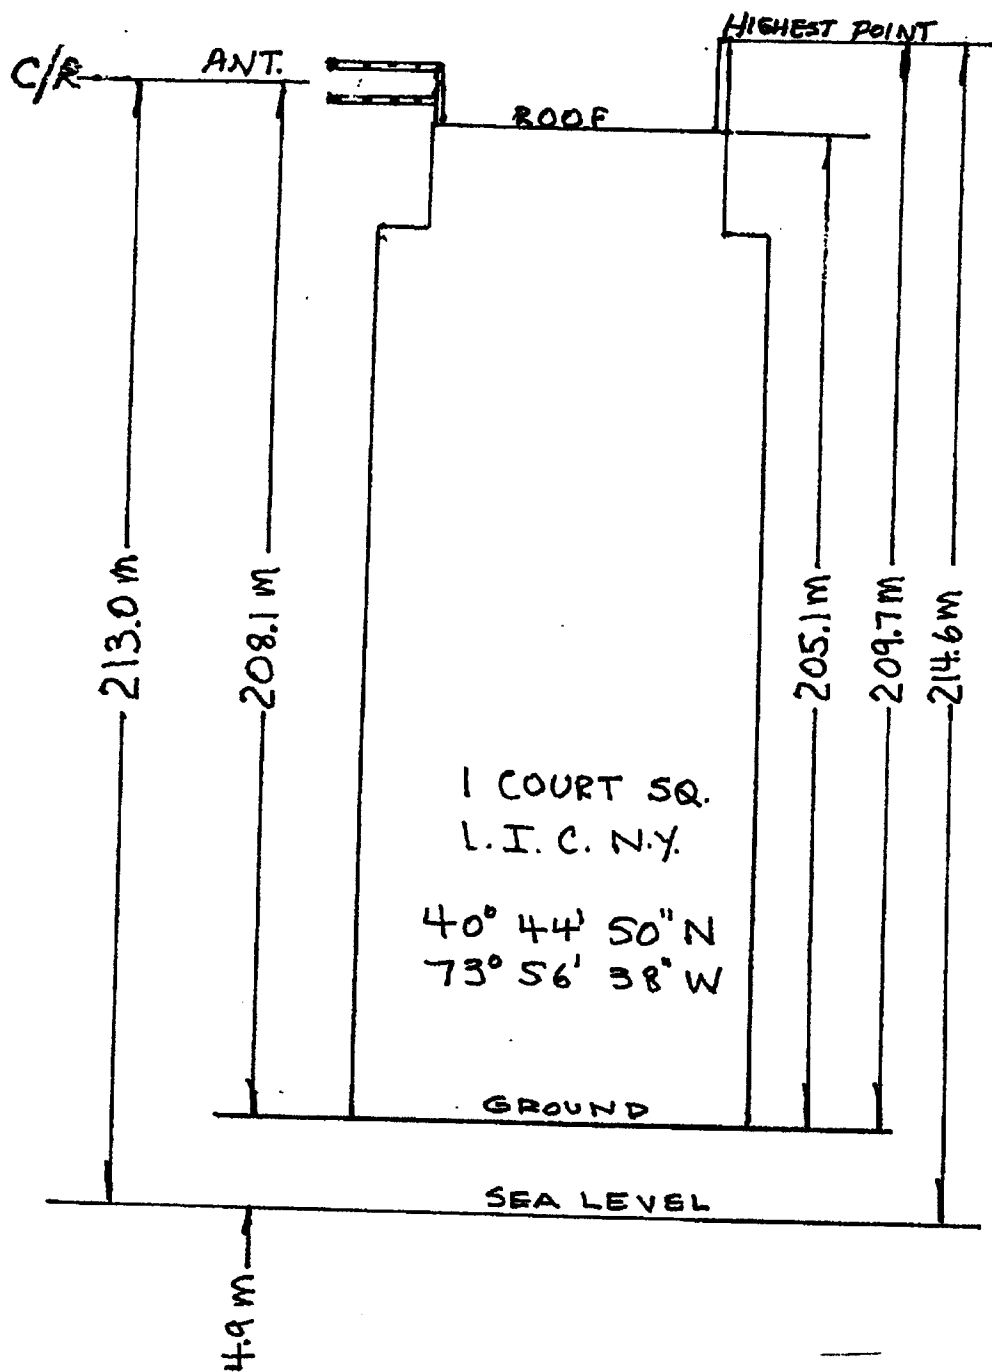 HIGHEST POINT
C/R
ANT.
ROOF
213.0 m
208.1 m
205.1 m
209.7 m
214.6 m
1 COURT SQ.
L.I.C. N.Y.
40° 44' 50" N
73° 56' 38" W
GROUND
SEA LEVEL
4.9 m